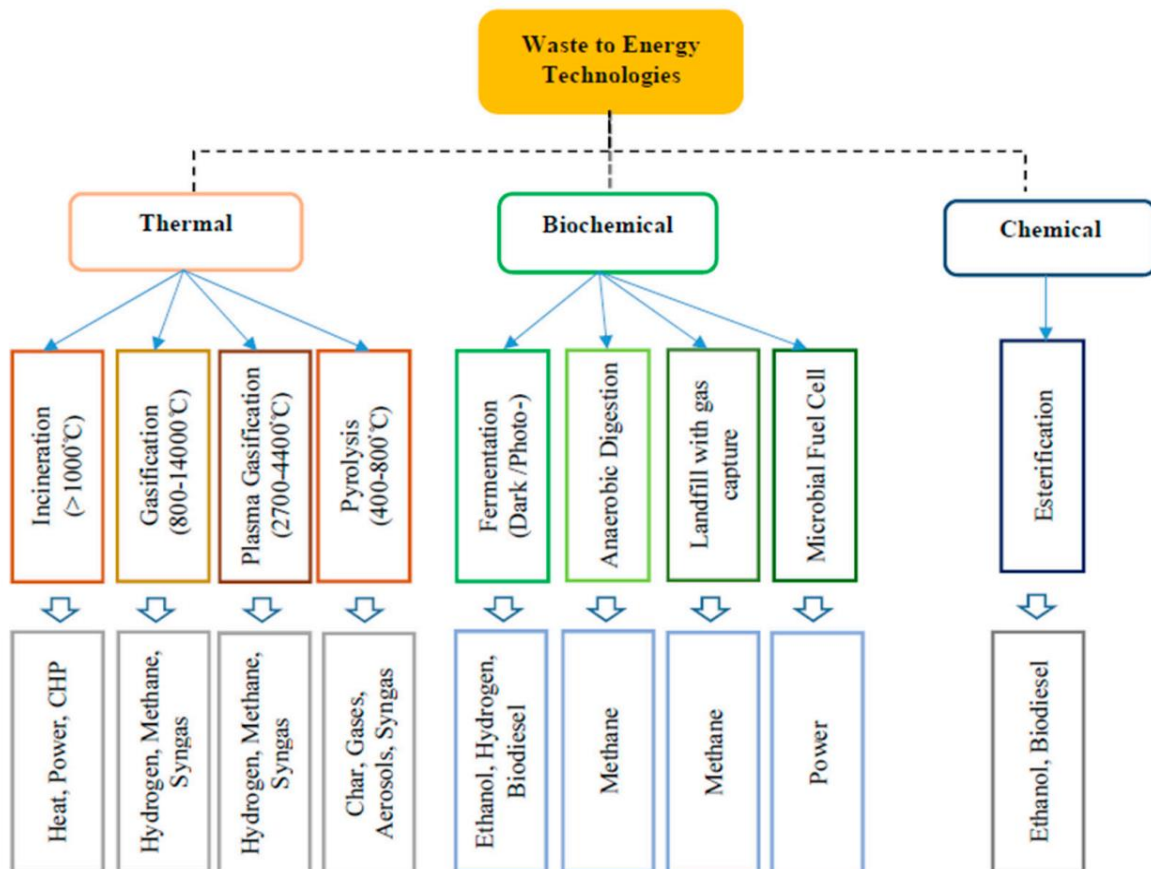 Waste to Energy
Technologies
Thermal
Biochemical
Chemical
Incineration
(>1000℃)
Gasification
(800-14000℃)
Plasma Gasification
(2700-4400℃)
Pyrolysis
(400-800℃)
Fermentation
(Dark /Photo-)
Anaerobic Digestion
Landfill with gas
capture
Microbial Fuel Cell
Esterification
Heat, Power, CHP
Hydrogen, Methane,
Syngas
Hydrogen, Methane,
Syngas
Char, Gases,
Aerosols, Syngas
Ethanol, Hydrogen,
Biodiesel
Methane
Methane
Power
Ethanol, Biodiesel